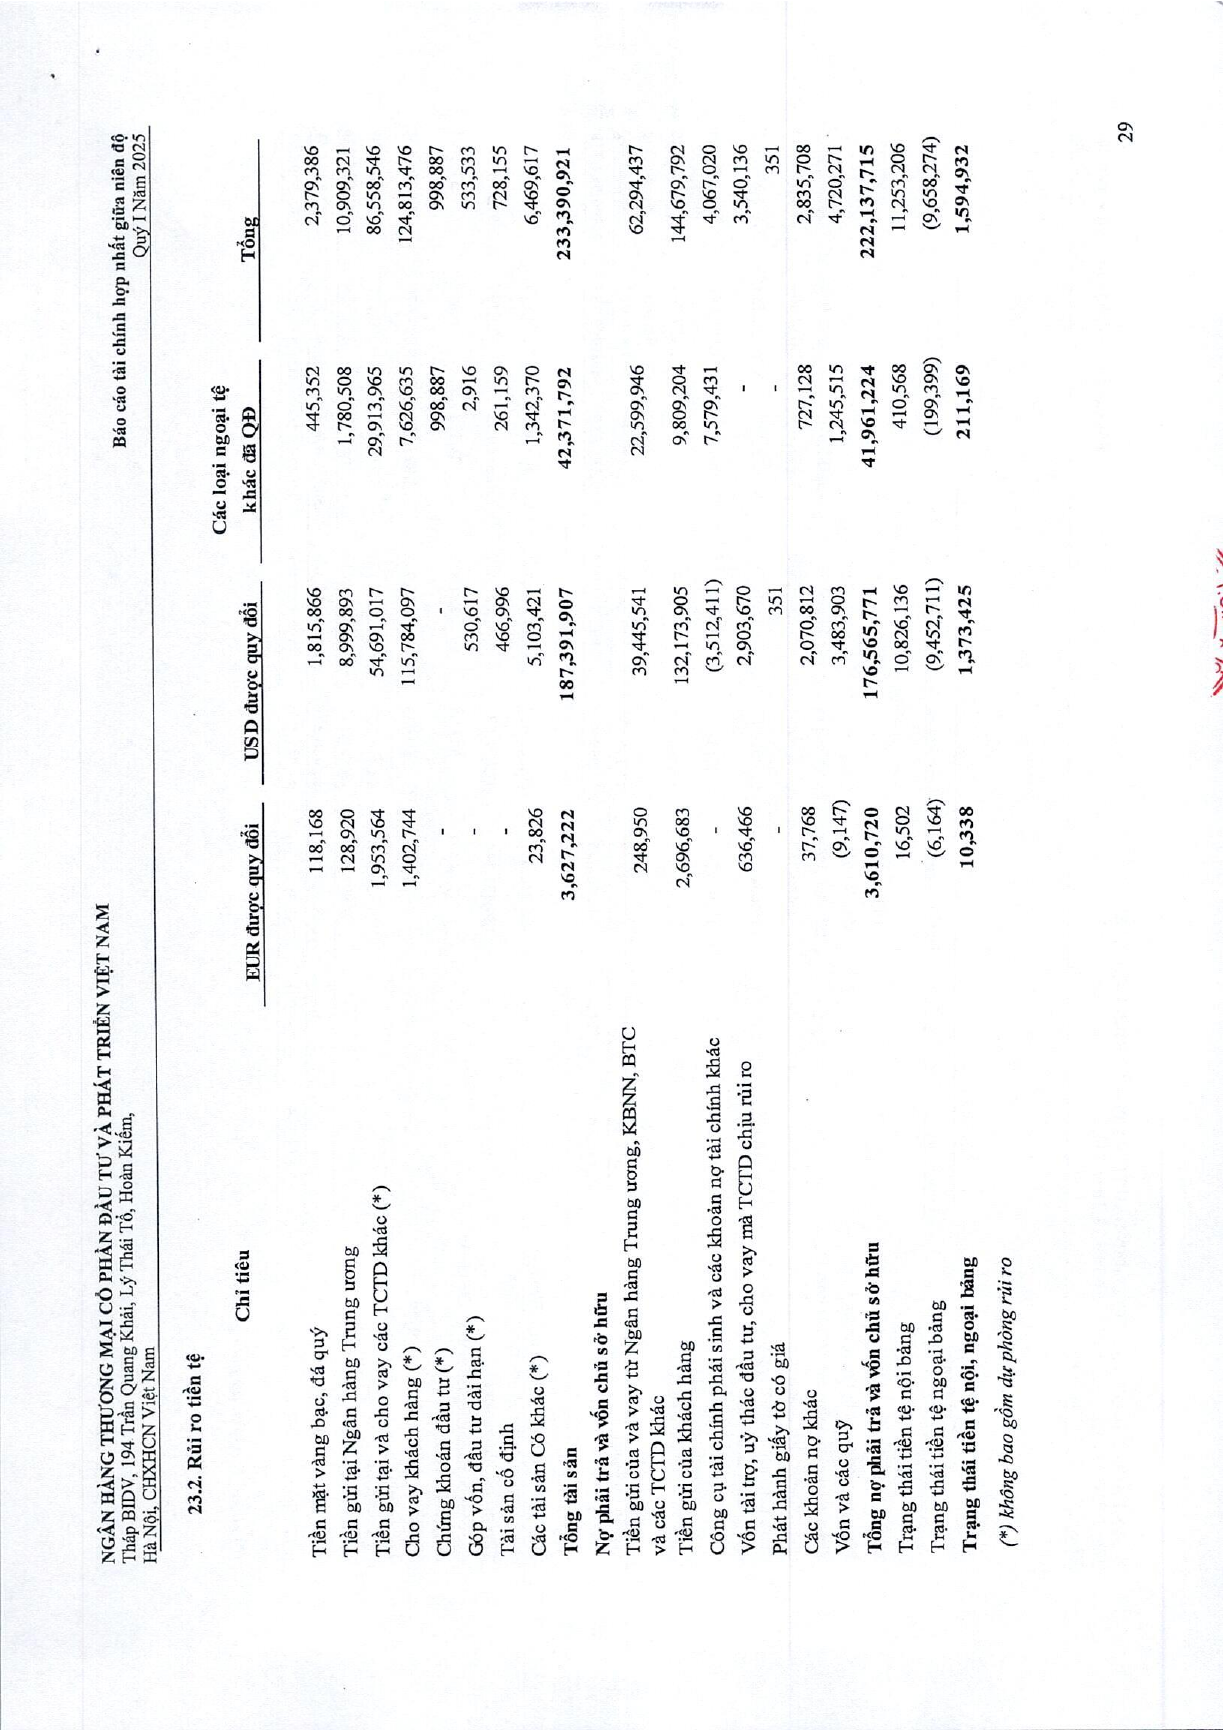 NGÂN HÀNG THƯƠNG MẠI CỔ PHẦN ĐẦU TƯ VÀ PHÁT TRIỂN VIỆT NAM
Tháp BIDV, 194 Trần Quang Khải, Lý Thái Tổ, Hoàn Kiếm,
Hà Nội, CHXHCN Việt Nam
Báo cáo tài chính hợp nhất giữa niên độ
Quý I Năm 2025
23.2. Rủi ro tiền tệ
Các loại ngoại tệ
Chỉ tiêu EUR được quy đổi USD được quy đổi khác đã QĐ Tổng
Tiền mặt vàng bạc, đá quý 118,168 1,815,866 445,352 2,379,386
Tiền gửi tại Ngân hàng Trung ương 128,920 8,999,893 1,780,508 10,909,321
Tiền gửi tại và cho vay các TCTD khác (*) 1,953,564 54,691,017 29,913,965 86,558,546
Cho vay khách hàng (*) 1,402,744 115,784,097 7,626,635 124,813,476
Chứng khoán đầu tư (*) - - 998,887 998,887
Góp vốn, đầu tư dài hạn (*) - 530,617 2,916 533,533
Tài sản cố định - 466,996 261,159 728,155
Các tài sản Có khác (*) 23,826 5,103,421 1,342,370 6,469,617
Tổng tài sản 3,627,222 187,391,907 42,371,792 233,390,921
Nợ phải trả và vốn chủ sở hữu
Tiền gửi của và vay từ Ngân hàng Trung ương, KBNN, BTC
và các TCTD khác 248,950 39,445,541 22,599,946 62,294,437
Tiền gửi của khách hàng 2,696,683 132,173,905 9,809,204 144,679,792
Công cụ tài chính phái sinh và các khoản nợ tài chính khác - (3,512,411) 7,579,431 4,067,020
Vốn tài trợ, uỷ thác đầu tư, cho vay mà TCTD chịu rủi ro 636,466 2,903,670 - 3,540,136
Phát hành giấy tờ có giá - 351 - 351
Các khoản nợ khác 37,768 2,070,812 727,128 2,835,708
Vốn và các quỹ (9,147) 3,483,903 1,245,515 4,720,271
Tổng nợ phải trả và vốn chủ sở hữu 3,610,720 176,565,771 41,961,224 222,137,715
Trạng thái tiền tệ nội bảng 16,502 10,826,136 410,568 11,253,206
Trạng thái tiền tệ ngoại bảng (6,164) (9,452,711) (199,399) (9,658,274)
Trạng thái tiền tệ nội, ngoại bảng 10,338 1,373,425 211,169 1,594,932
(*) không bao gồm dự phòng rủi ro
29